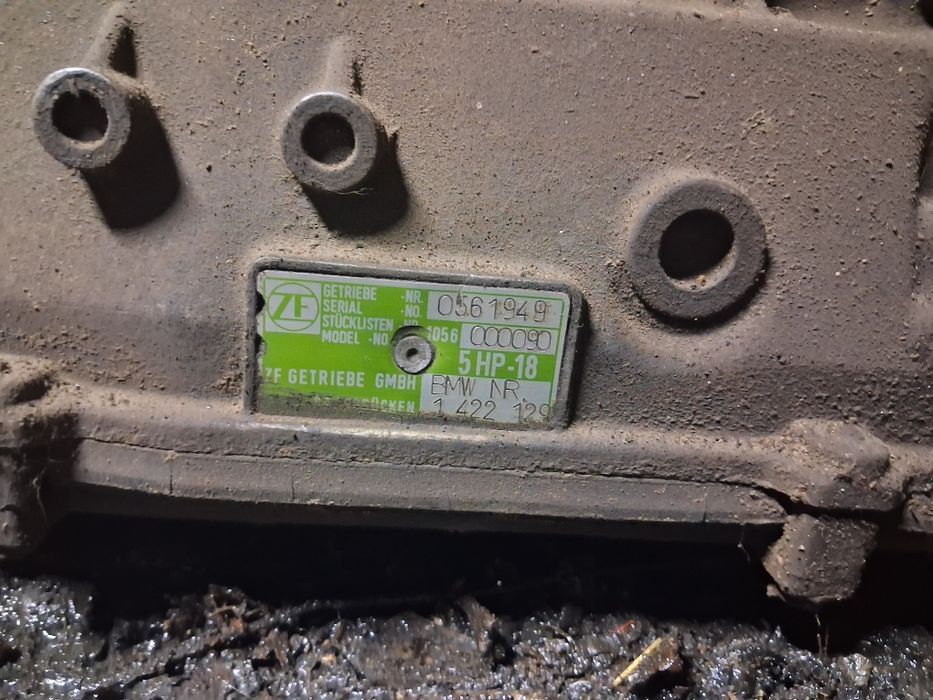 ZF
GETRIEBE -NR. 0561949
SERIAL -NO.
STÜCKLISTEN NR 1056 000090
MODEL -NO.
5 HP-18
ZF GETRIEBE GMBH BMW NR.
1 422 129